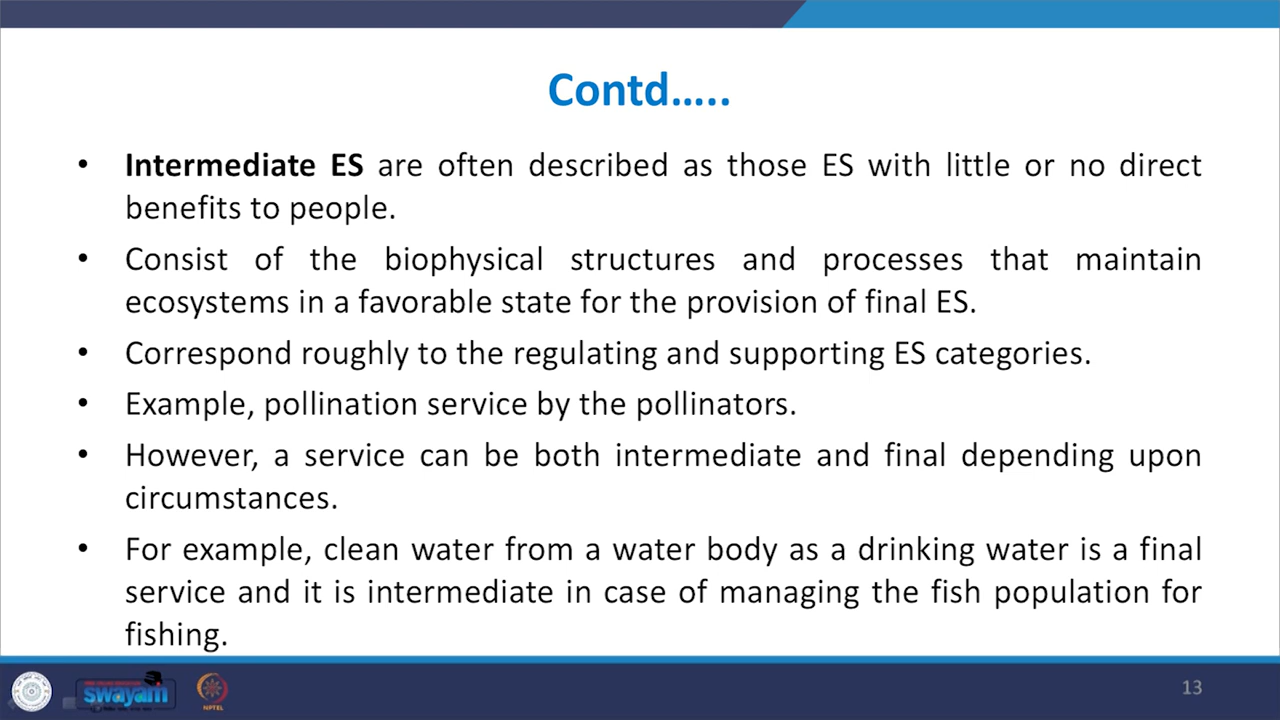 Contd.....
• Intermediate ES are often described as those ES with little or no direct
benefits to people.
• Consist of the biophysical structures and processes that maintain
ecosystems in a favorable state for the provision of final ES.
• Correspond roughly to the regulating and supporting ES categories.
• Example, pollination service by the pollinators.
• However, a service can be both intermediate and final depending upon
circumstances.
• For example, clean water from a water body as a drinking water is a final
service and it is intermediate in case of managing the fish population for
fishing.
swayam
NPTEL
13